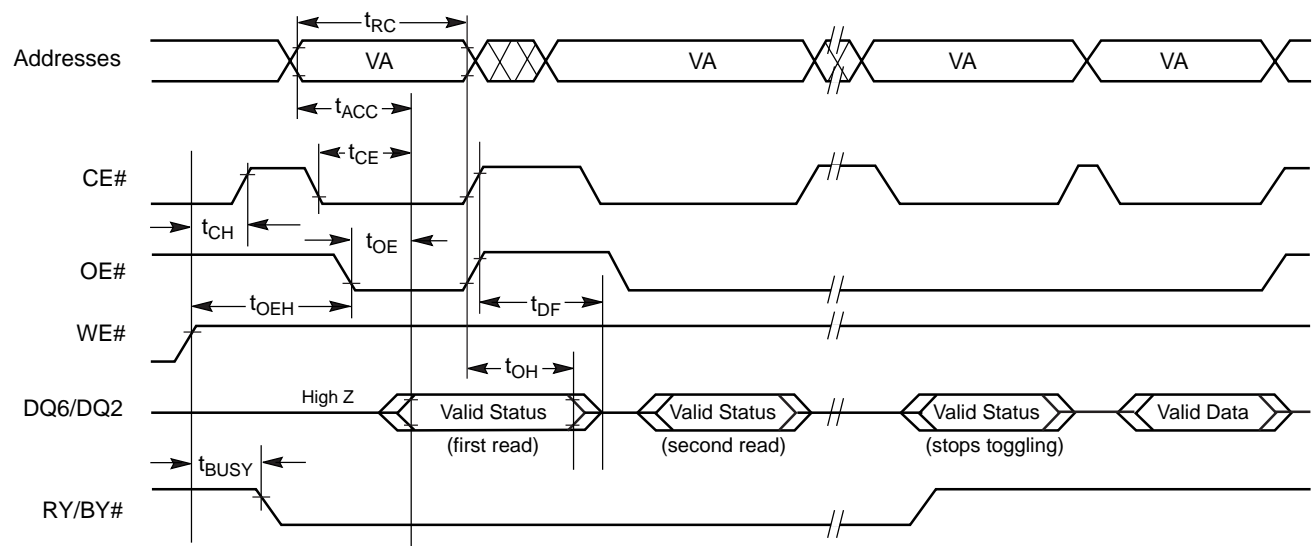 tRC
Addresses VA VA VA VA
tACC
tCE
CE#
tCH tOE
OE#
tOEH tDF
WE#
tOH
High Z
DQ6/DQ2 Valid Status Valid Status Valid Status Valid Data
(first read) (second read) (stops toggling)
tBUSY
RY/BY#